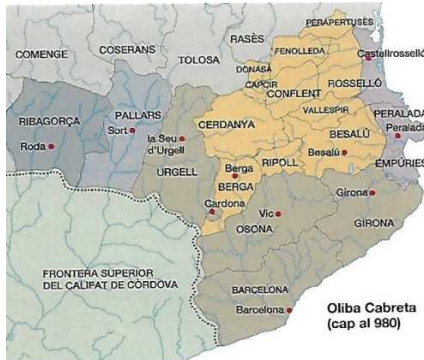 PERAPERTUSÈS
RASÈS
COMENGE
COSERANS
TOLOSA
FENOLLEDA
Castellrosselló
DONASÀ
CAPCIR
CONFLENT
ROSSELLÓ
RIBAGORÇA
PALLARS
Sort
VALLESPIR
PERALADA
Peralada
CERDANYA
la Seu
d'Urgell
Roda
BESALÚ
Besalú
RIPOLL
EMPÚRIES
URGELL
Berga
BERGA
Cardona
Vic
Girona
OSONA
GIRONA
FRONTERA SUPERIOR
DEL CALIFAT DE CÒRDOVA
BARCELONA
Barcelona
Oliba Cabreta
(cap al 980)